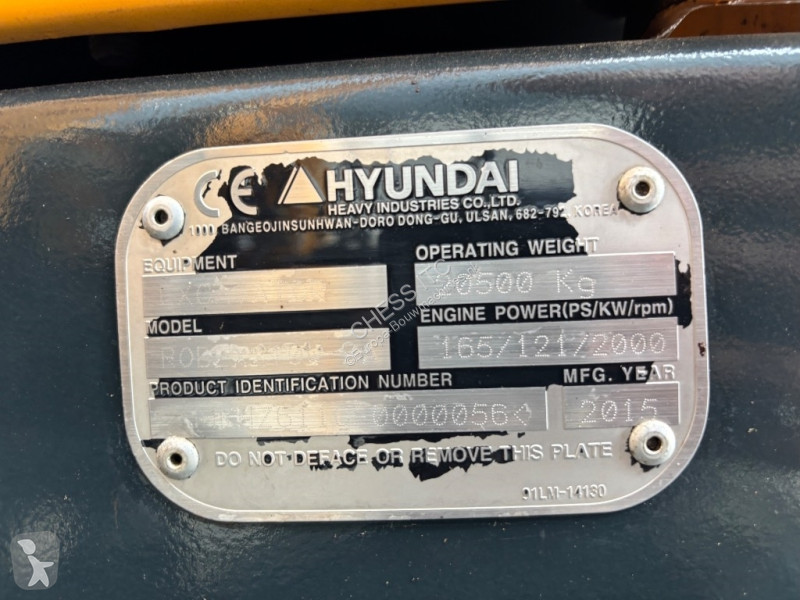 CE HYUNDAI
HEAVY INDUSTRIES CO.,LTD.
1000 BANGEOJINSUNHWAN-DORO DONG-GU, ULSAN, 682-792, KOREA
EQUIPMENT
OPERATING WEIGHT
20500 Kg
MODEL
ENGINE POWER(PS/KW/rpm)
165/121/2000
PRODUCT IDENTIFICATION NUMBER
MFG. YEAR
2015
DO NOT DEFACE OR REMOVE THIS PLATE
01LM-14130